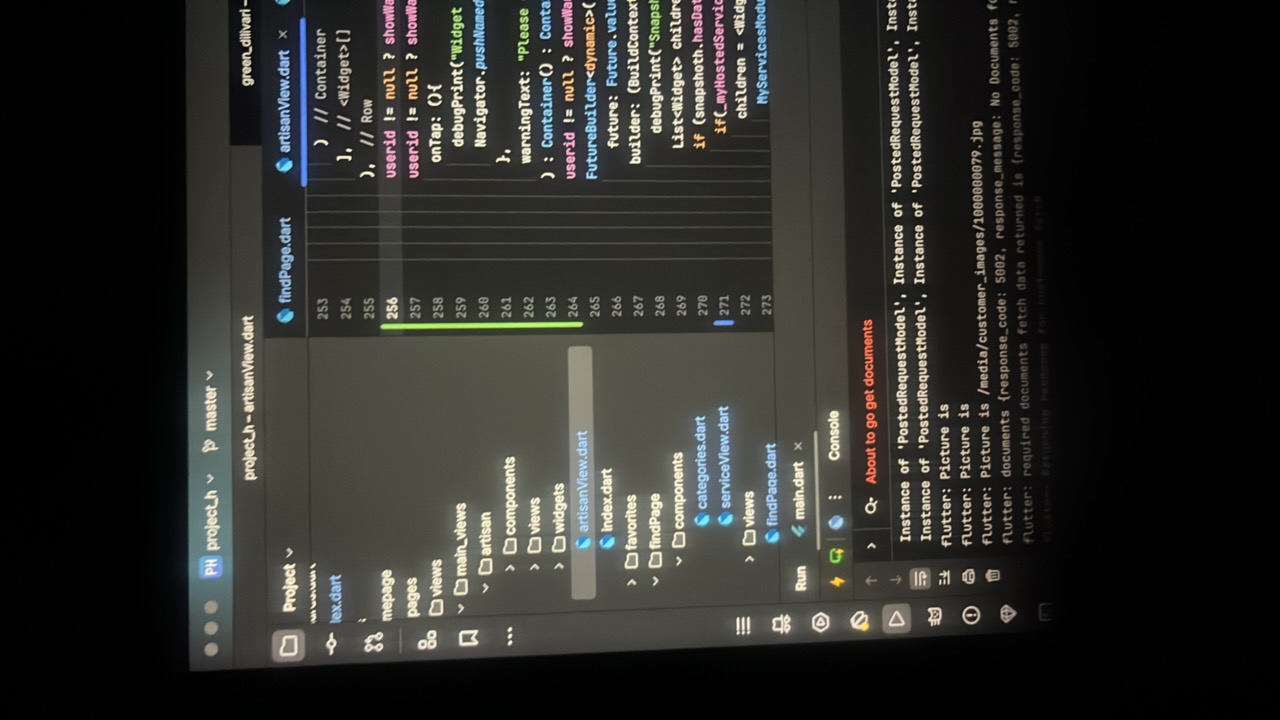 PH project_h master
project_h – artisanView.dart
green_dilivari –
Project
findPage.dart
artisanView.dart ×
lex.dart
mepage
pages
views
main_views
artisan
components
views
widgets
artisanView.dart
index.dart
favorites
findPage
components
categories.dart
serviceView.dart
views
findPage.dart
253 ) // Container
254 ], // <Widget>[]
255 ), // Row
256 userid != null ? showWa
257 userid != null ? showWa
258 onTap: (){
259 debugPrint("Widget
260 Navigator.pushNamed
261 },
262 warningText: "Please
263 ) : Container() : Conta
264 userid != null ? showWa
265 FutureBuilder<dynamic>(
266 future: Future.valu
267 builder: (BuildContext
268 debugPrint("Snapsh
269 List<Widget> childre
270 if (snapshoth.hasDat
271 if(_myHostedServic
272 children = <Widg
273 MyServicesModu
Run main.dart ×
Console
About to go get documents
Instance of 'PostedRequestModel', Instance of 'PostedRequestModel', Inst
Instance of 'PostedRequestModel', Instance of 'PostedRequestModel', Inst
flutter: Picture is
flutter: Picture is
flutter: Picture is /media/customer_images/1000000079.jpg
flutter: documents {response_code: 5002, response_message: No Documents fo
flutter: required documents fetch data returned is {response_code: 5002, r